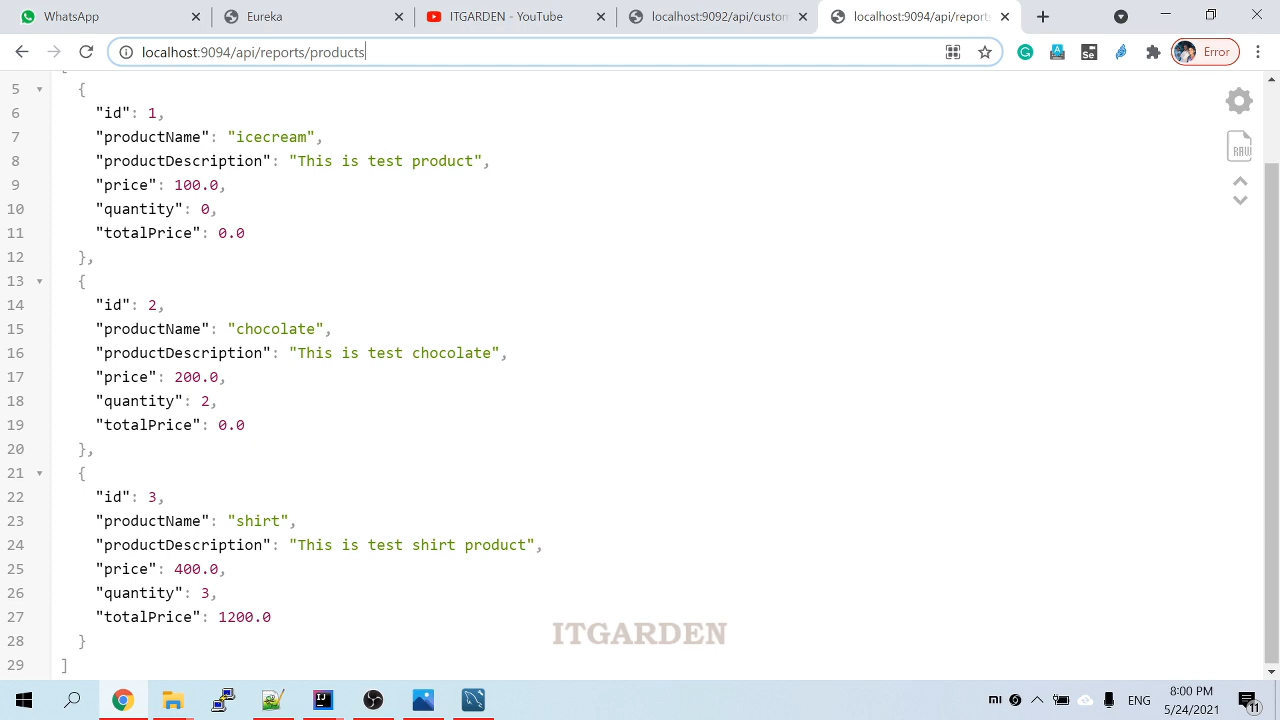 WhatsApp
Eureka
ITGARDEN - YouTube
localhost:9091/api/custom
localhost:9094/api/reports
localhost:9094/api/reports/products
Se
Error
[
5 {
6 "id": 1,
7 "productName": "icecream",
8 "productDescription": "This is test product",
9 "price": 100.0,
10 "quantity": 0,
11 "totalPrice": 0.0
12 },
13 {
14 "id": 2,
15 "productName": "chocolate",
16 "productDescription": "This is test chocolate",
17 "price": 200.0,
18 "quantity": 2,
19 "totalPrice": 0.0
20 },
21 {
22 "id": 3,
23 "productName": "shirt",
24 "productDescription": "This is test shirt product",
25 "price": 400.0,
26 "quantity": 3,
27 "totalPrice": 1200.0
28 }
29 ]
RAW
ITGARDEN
ENG
8:00 PM
5/24/2021
11